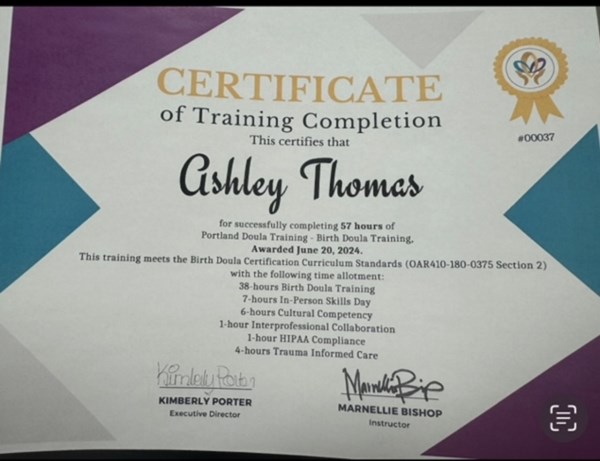 CERTIFICATE
of Training Completion
#00037
This certifies that
Ashley Thomas
for successfully completing 57 hours of
Portland Doula Training - Birth Doula Training,
Awarded June 20, 2024.
This training meets the Birth Doula Certification Curriculum Standards (OAR410-180-0375 Section 2)
with the following time allotment:
38-hours Birth Doula Training
7-hours In-Person Skills Day
6-hours Cultural Competency
1-hour Interprofessional Collaboration
1-hour HIPAA Compliance
4-hours Trauma Informed Care
Kimberly Porter
KIMBERLY PORTER
Executive Director
Marnellie Bip
MARNELLIE BISHOP
Instructor